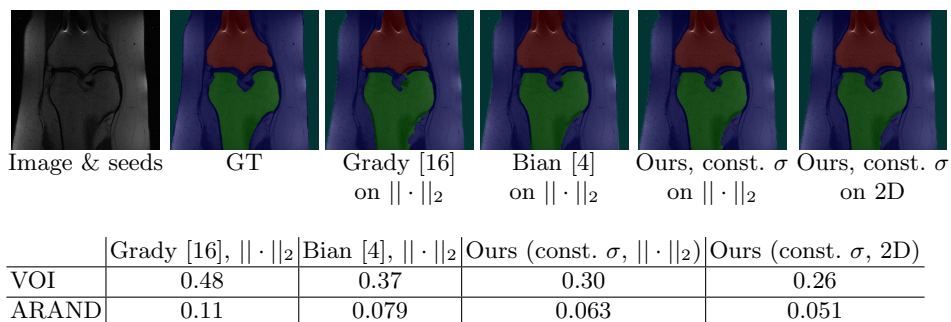 Image & seeds GT Grady [16] Bian [4] Ours, const. σ Ours, const. σ
on || · ||₂ on || · ||₂ on || · ||₂ on 2D
Grady [16], || · ||₂ Bian [4], || · ||₂ Ours (const. σ, || · ||₂) Ours (const. σ, 2D)
VOI 0.48 0.37 0.30 0.26
ARAND 0.11 0.079 0.063 0.051